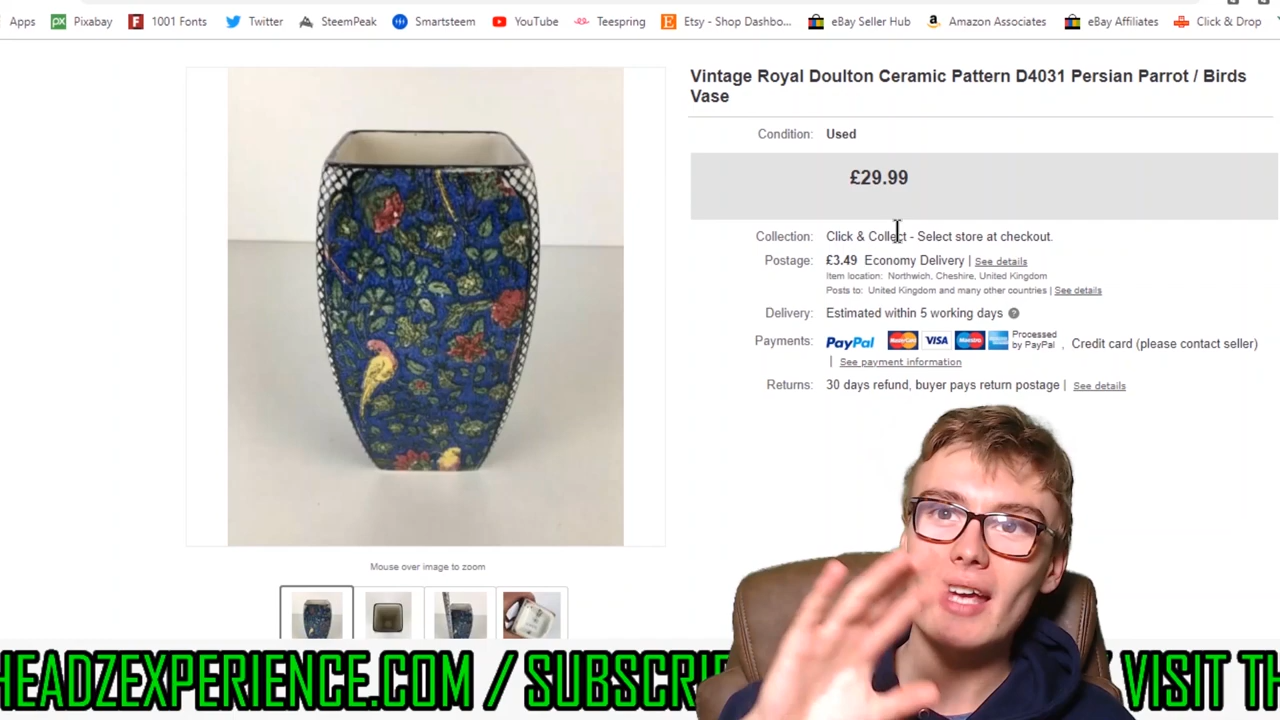 Apps Pixabay 1001 Fonts Twitter SteemPeak Smartsteem YouTube Teespring Etsy - Shop Dashbo... eBay Seller Hub Amazon Associates eBay Affiliates Click & Drop
Vintage Royal Doulton Ceramic Pattern D4031 Persian Parrot / Birds
Vase
Condition: Used
£29.99
Collection: Click & Collect - Select store at checkout.
Postage: £3.49 Economy Delivery | See details
Item location: Northwich, Cheshire, United Kingdom
Posts to: United Kingdom and many other countries | See details
Delivery: Estimated within 5 working days ?
Payments: PayPal MasterCard VISA Maestro Processed
by PayPal , Credit card (please contact seller)
| See payment information
Returns: 30 days refund, buyer pays return postage | See details
Mouse over image to zoom
HEADZEXPERIENCE.COM / SUBSCRI VISIT TH